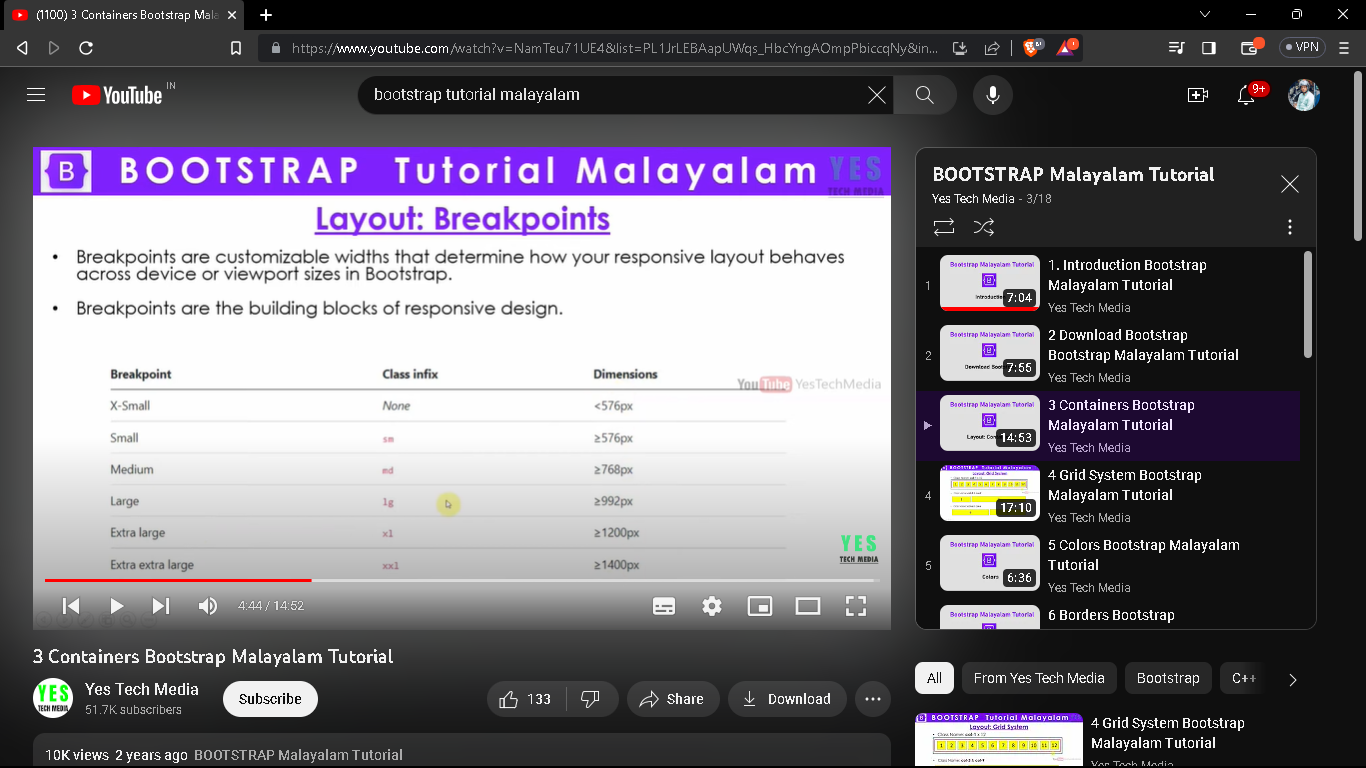 (1100) 3 Containers Bootstrap Mala
https://www.youtube.com/watch?v=NamTeu71UE4&list=PL1JrLEBAapUWqs_HbcYngAOmpPbiccqNy&in...
VPN
YouTube IN
bootstrap tutorial malayalam
9+
B BOOTSTRAP Tutorial Malayalam YES
TECH MEDIA
Layout: Breakpoints
• Breakpoints are customizable widths that determine how your responsive layout behaves
across device or viewport sizes in Bootstrap.
• Breakpoints are the building blocks of responsive design.
Breakpoint Class infix Dimensions
YouTube YesTechMedia
X-Small None <576px
Small sm ≥576px
Medium md ≥768px
Large lg ≥992px
Extra large xl ≥1200px
Extra extra large xxl ≥1400px
YES
TECH MEDIA
4:44 / 14:52
3 Containers Bootstrap Malayalam Tutorial
YES
TECH MEDIA
Yes Tech Media
51.7K subscribers
Subscribe
133
Share
Download
10K views 2 years ago BOOTSTRAP Malayalam Tutorial
BOOTSTRAP Malayalam Tutorial
Yes Tech Media - 3/18
1
Bootstrap Malayalam Tutorial
7:04
1. Introduction Bootstrap
Malayalam Tutorial
Yes Tech Media
2
Bootstrap Malayalam Tutorial
7:55
2 Download Bootstrap
Bootstrap Malayalam Tutorial
Yes Tech Media
Bootstrap Malayalam Tutorial
14:53
3 Containers Bootstrap
Malayalam Tutorial
Yes Tech Media
4
BOOTSTRAP Tutorial Malayalam
Layout: Grid System
17:10
4 Grid System Bootstrap
Malayalam Tutorial
Yes Tech Media
5
Bootstrap Malayalam Tutorial
Colors
6:36
5 Colors Bootstrap Malayalam
Tutorial
Yes Tech Media
Bootstrap Malayalam Tutorial
6 Borders Bootstrap
All
From Yes Tech Media
Bootstrap
C++
BOOTSTRAP Tutorial Malayalam
Layout: Grid System
1 2 3 4 5 6 7 8 9 10 11 12
4 Grid System Bootstrap
Malayalam Tutorial
Yes Tech Media